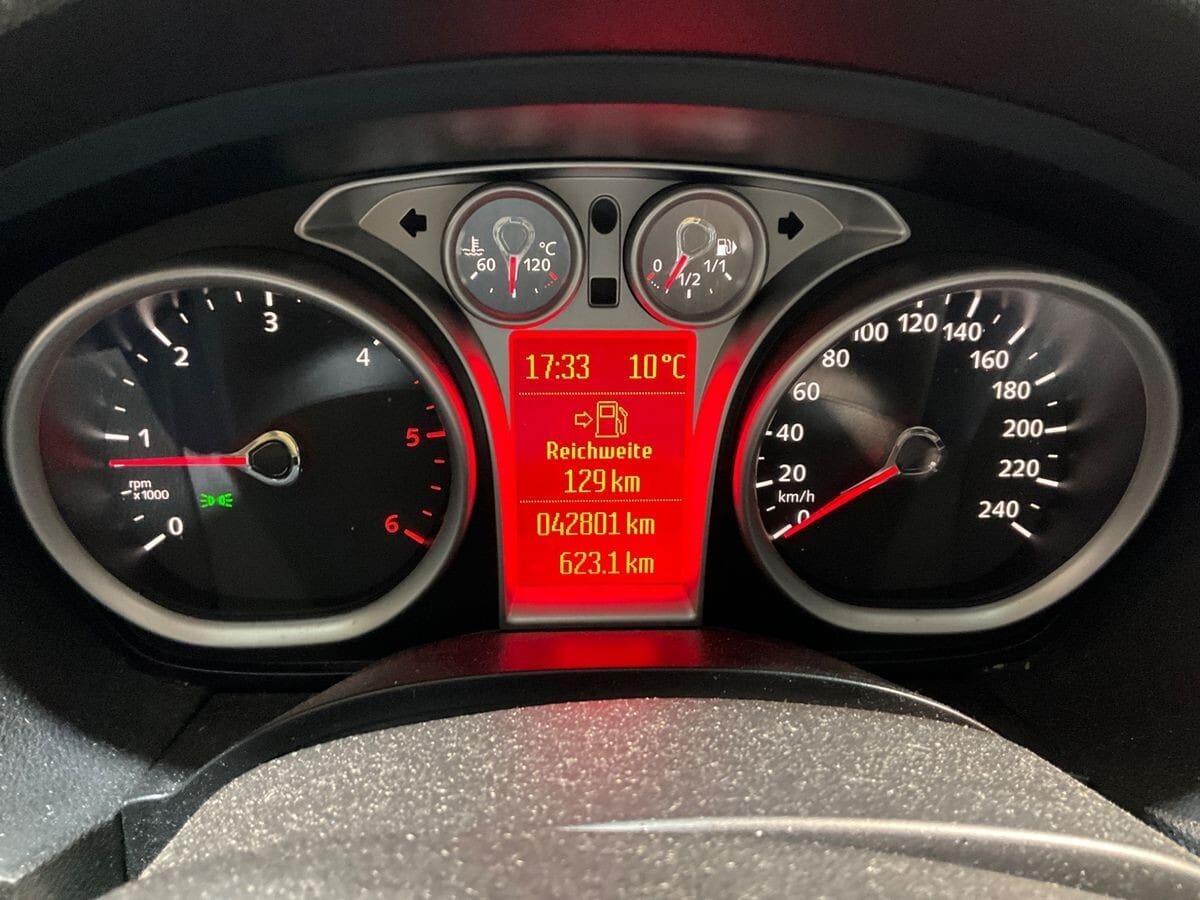 60 120 °C
0 1/2 1/1
17:33 10°C
Reichweite
129 km
042801 km
623.1 km
0 1 2 3 4 5 6
rpm
x1000
0 20 40 60 80 100 120 140 160 180 200 220 240
km/h